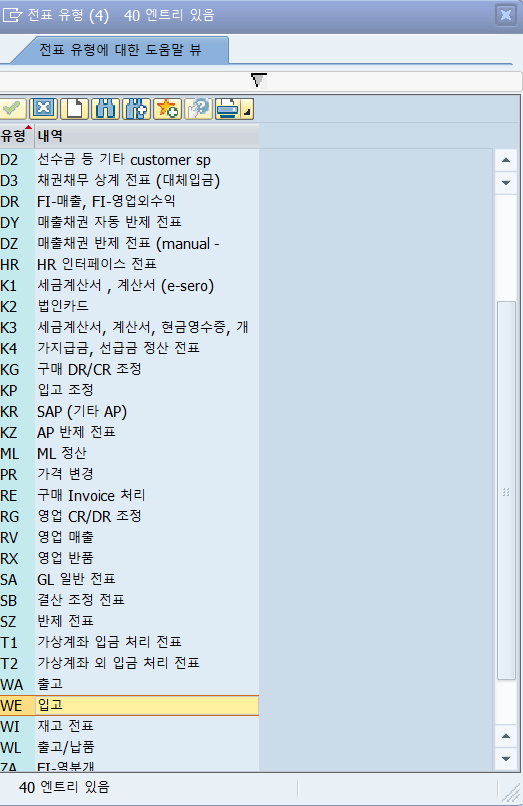 전표 유형 (4) 40 엔트리 있음
전표 유형에 대한 도움말 뷰
유형 내역
D2 선수금 등 기타 customer sp
D3 채권채무 상계 전표 (대체입금)
DR FI-매출, FI-영업외수익
DY 매출채권 자동 반제 전표
DZ 매출채권 반제 전표 (manual -
HR HR 인터페이스 전표
K1 세금계산서 , 계산서 (e-sero)
K2 법인카드
K3 세금계산서, 계산서, 현금영수증, 개
K4 가지급금, 선급금 정산 전표
KG 구매 DR/CR 조정
KP 입고 조정
KR SAP (기타 AP)
KZ AP 반제 전표
ML ML 정산
PR 가격 변경
RE 구매 Invoice 처리
RG 영업 CR/DR 조정
RV 영업 매출
RX 영업 반품
SA GL 일반 전표
SB 결산 조정 전표
SZ 반제 전표
T1 가상계좌 입금 처리 전표
T2 가상계좌 외 입금 처리 전표
WA 출고
WE 입고
WI 재고 전표
WL 출고/납품
ZA FI-역분개
40 엔트리 있음